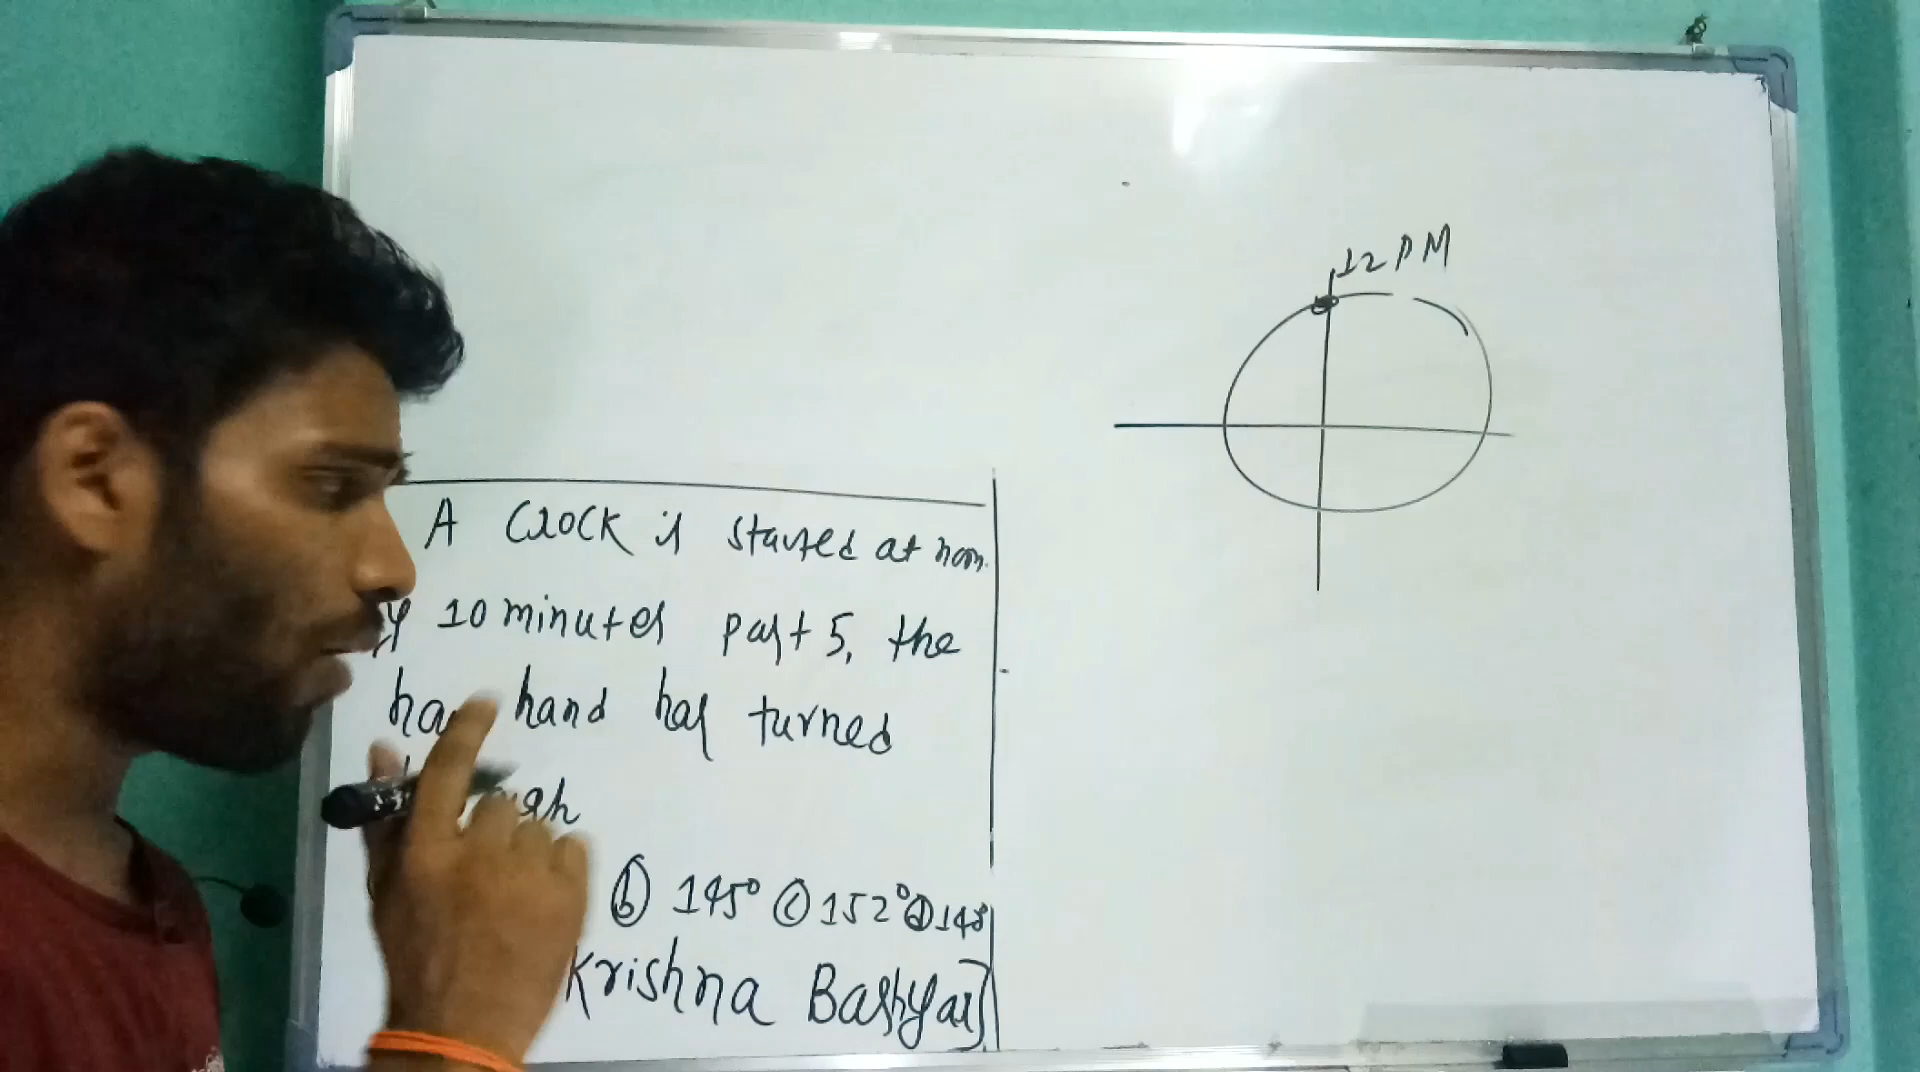 12 PM
A Clock is started at noon.
10 minutes past 5, the
hand has turned
b 145° c 152° d 148°
Krishna Bashyal]